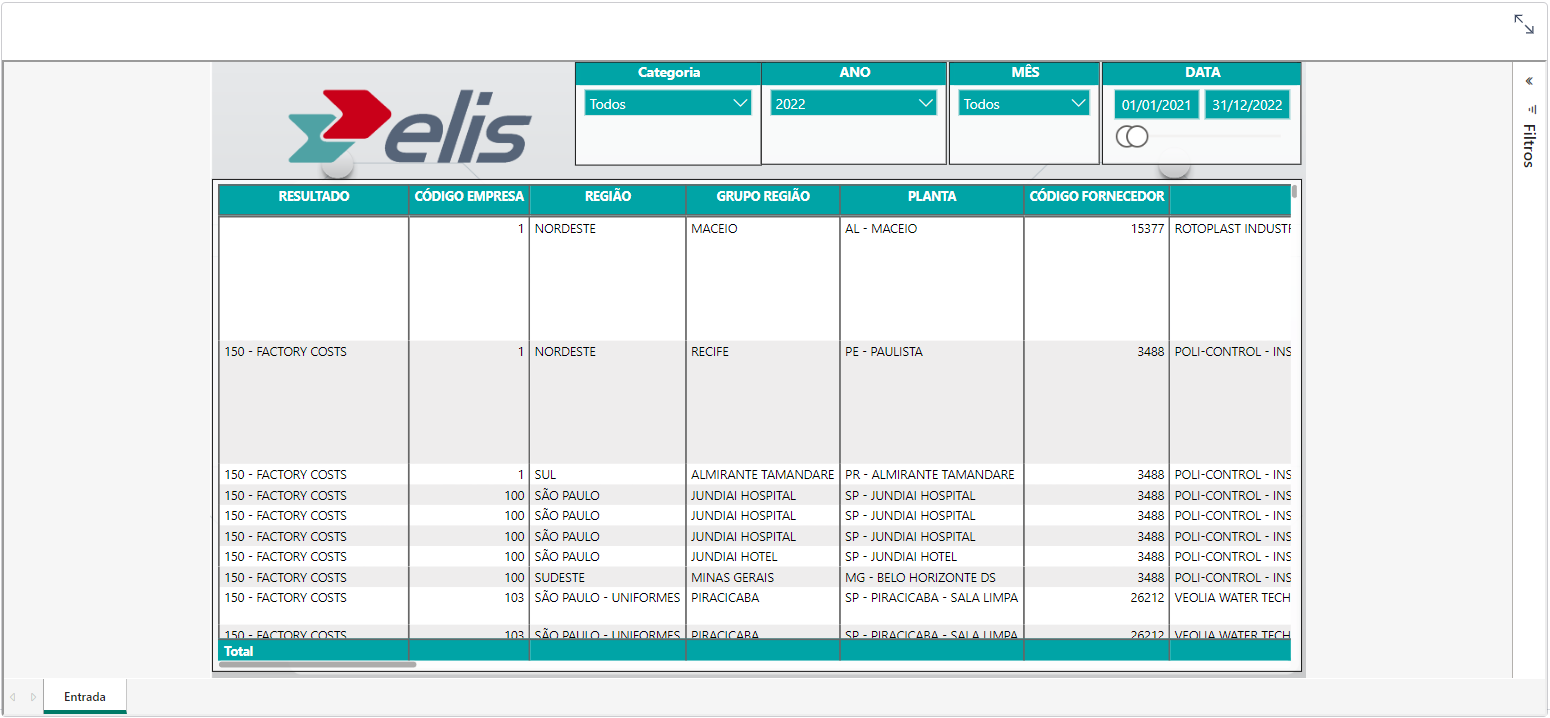 Categoria ANO MÊS DATA
Todos 2022 Todos 01/01/2021 31/12/2022
elis
Filtros
RESULTADO CÓDIGO EMPRESA REGIÃO GRUPO REGIÃO PLANTA CÓDIGO FORNECEDOR
1 NORDESTE MACEIO AL - MACEIO 15377 ROTOPLAST INDUSTR
150 - FACTORY COSTS 1 NORDESTE RECIFE PE - PAULISTA 3488 POLI-CONTROL - INS
150 - FACTORY COSTS 1 SUL ALMIRANTE TAMANDARE PR - ALMIRANTE TAMANDARE 3488 POLI-CONTROL - INS
150 - FACTORY COSTS 100 SÃO PAULO JUNDIAI HOSPITAL SP - JUNDIAI HOSPITAL 3488 POLI-CONTROL - INS
150 - FACTORY COSTS 100 SÃO PAULO JUNDIAI HOSPITAL SP - JUNDIAI HOSPITAL 3488 POLI-CONTROL - INS
150 - FACTORY COSTS 100 SÃO PAULO JUNDIAI HOSPITAL SP - JUNDIAI HOSPITAL 3488 POLI-CONTROL - INS
150 - FACTORY COSTS 100 SÃO PAULO JUNDIAI HOTEL SP - JUNDIAI HOTEL 3488 POLI-CONTROL - INS
150 - FACTORY COSTS 100 SUDESTE MINAS GERAIS MG - BELO HORIZONTE DS 3488 POLI-CONTROL - INS
150 - FACTORY COSTS 103 SÃO PAULO - UNIFORMES PIRACICABA SP - PIRACICABA - SALA LIMPA 26212 VEOLIA WATER TECH
150 - FACTORY COSTS 103 SÃO PAULO - UNIFORMES PIRACICABA SP - PIRACICABA - SALA LIMPA 26212 VEOLIA WATER TECH
Total
Entrada